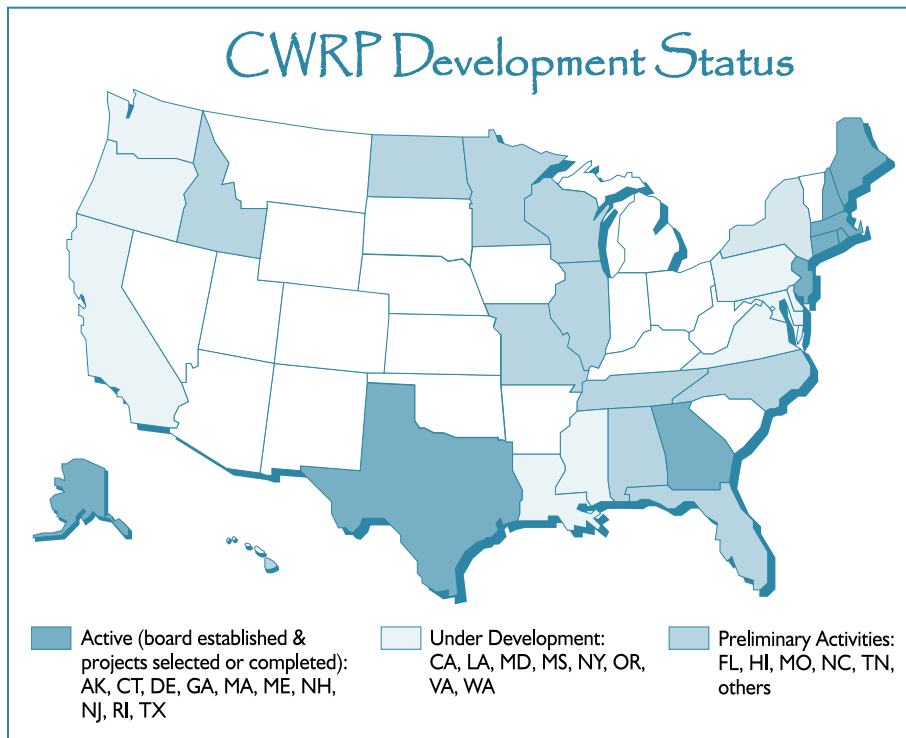 CWRP Development Status
Active (board established &
projects selected or completed):
AK, CT, DE, GA, MA, ME, NH,
NJ, RI, TX
Under Development:
CA, LA, MD, MS, NY, OR,
VA, WA
Preliminary Activities:
FL, HI, MO, NC, TN,
others